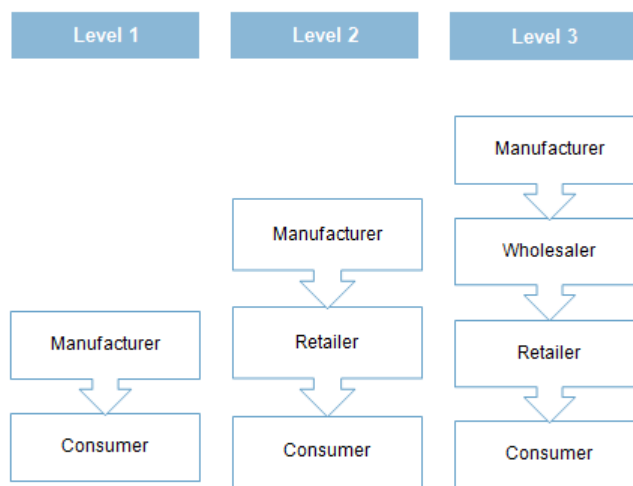 Level 1
Level 2
Level 3
Manufacturer
Consumer
Manufacturer
Retailer
Consumer
Manufacturer
Wholesaler
Retailer
Consumer